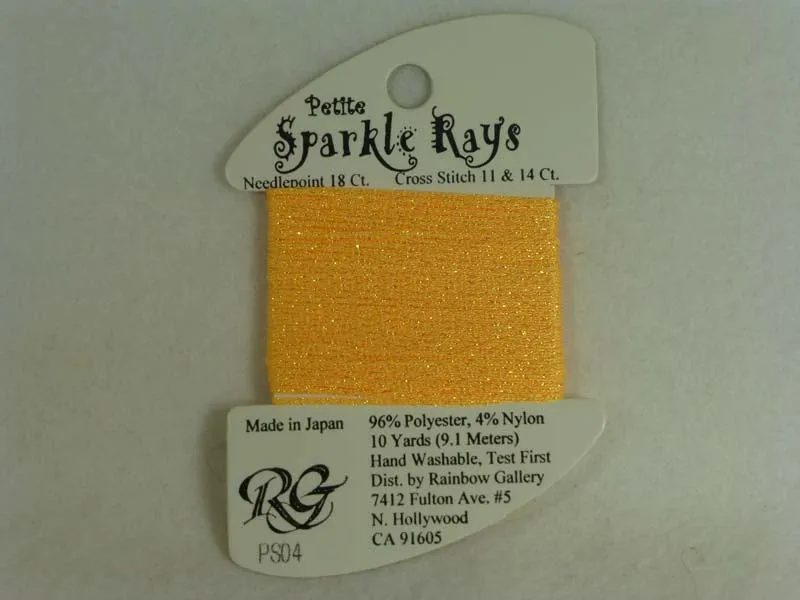 Petite
Sparkle Rays
Needlepoint 18 Ct. Cross Stitch 11 & 14 Ct.
Made in Japan
RG
PS04
96% Polyester, 4% Nylon
10 Yards (9.1 Meters)
Hand Washable, Test First
Dist. by Rainbow Gallery
7412 Fulton Ave. #5
N. Hollywood
CA 91605